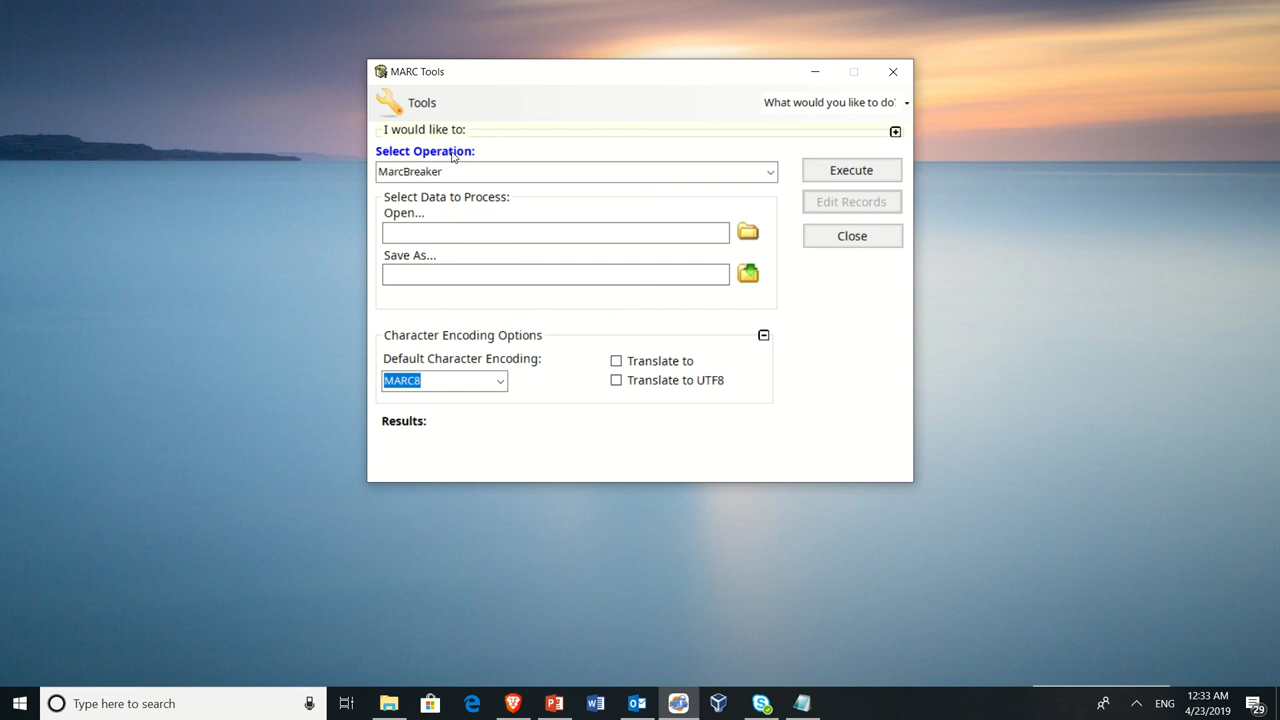 MARC Tools
Tools
What would you like to do?
I would like to:
Select Operation:
MarcBreaker
Execute
Select Data to Process:
Open...
Edit Records
Close
Save As...
Character Encoding Options
Default Character Encoding:
Translate to
MARC8
Translate to UTF8
Results:
Type here to search
ENG
12:33 AM
4/23/2019
29